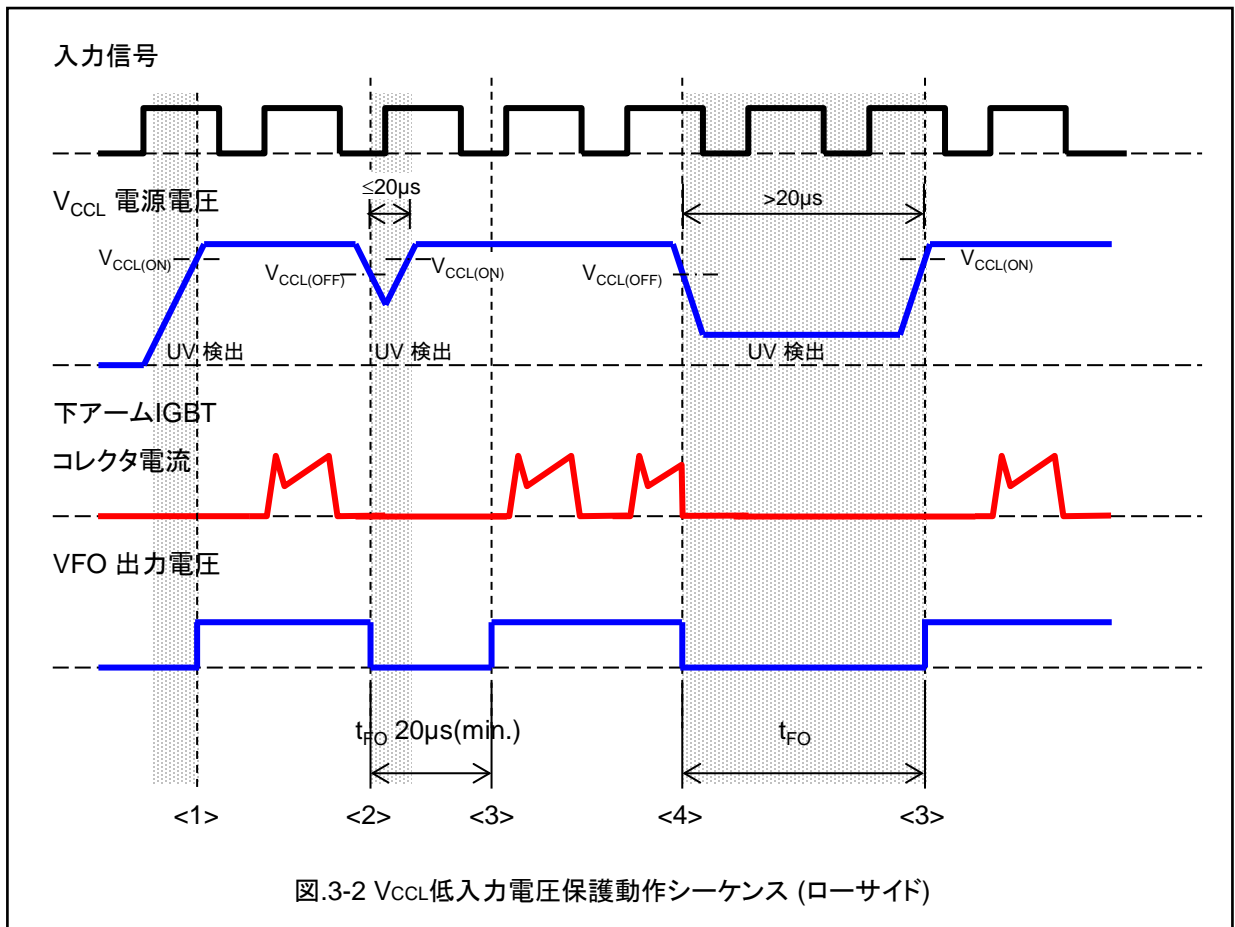 入力信号
VCCL 電源電圧
≤20μs
>20μs
VCCL(ON)
VCCL(OFF)
VCCL(ON)
VCCL(OFF)
VCCL(ON)
UV 検出
UV 検出
UV 検出
下アームIGBT
コレクタ電流
VFO 出力電圧
tFO 20μs(min.)
tFO
<1>
<2>
<3>
<4>
<3>
図.3-2 VCCL低入力電圧保護動作シーケンス (ローサイド)